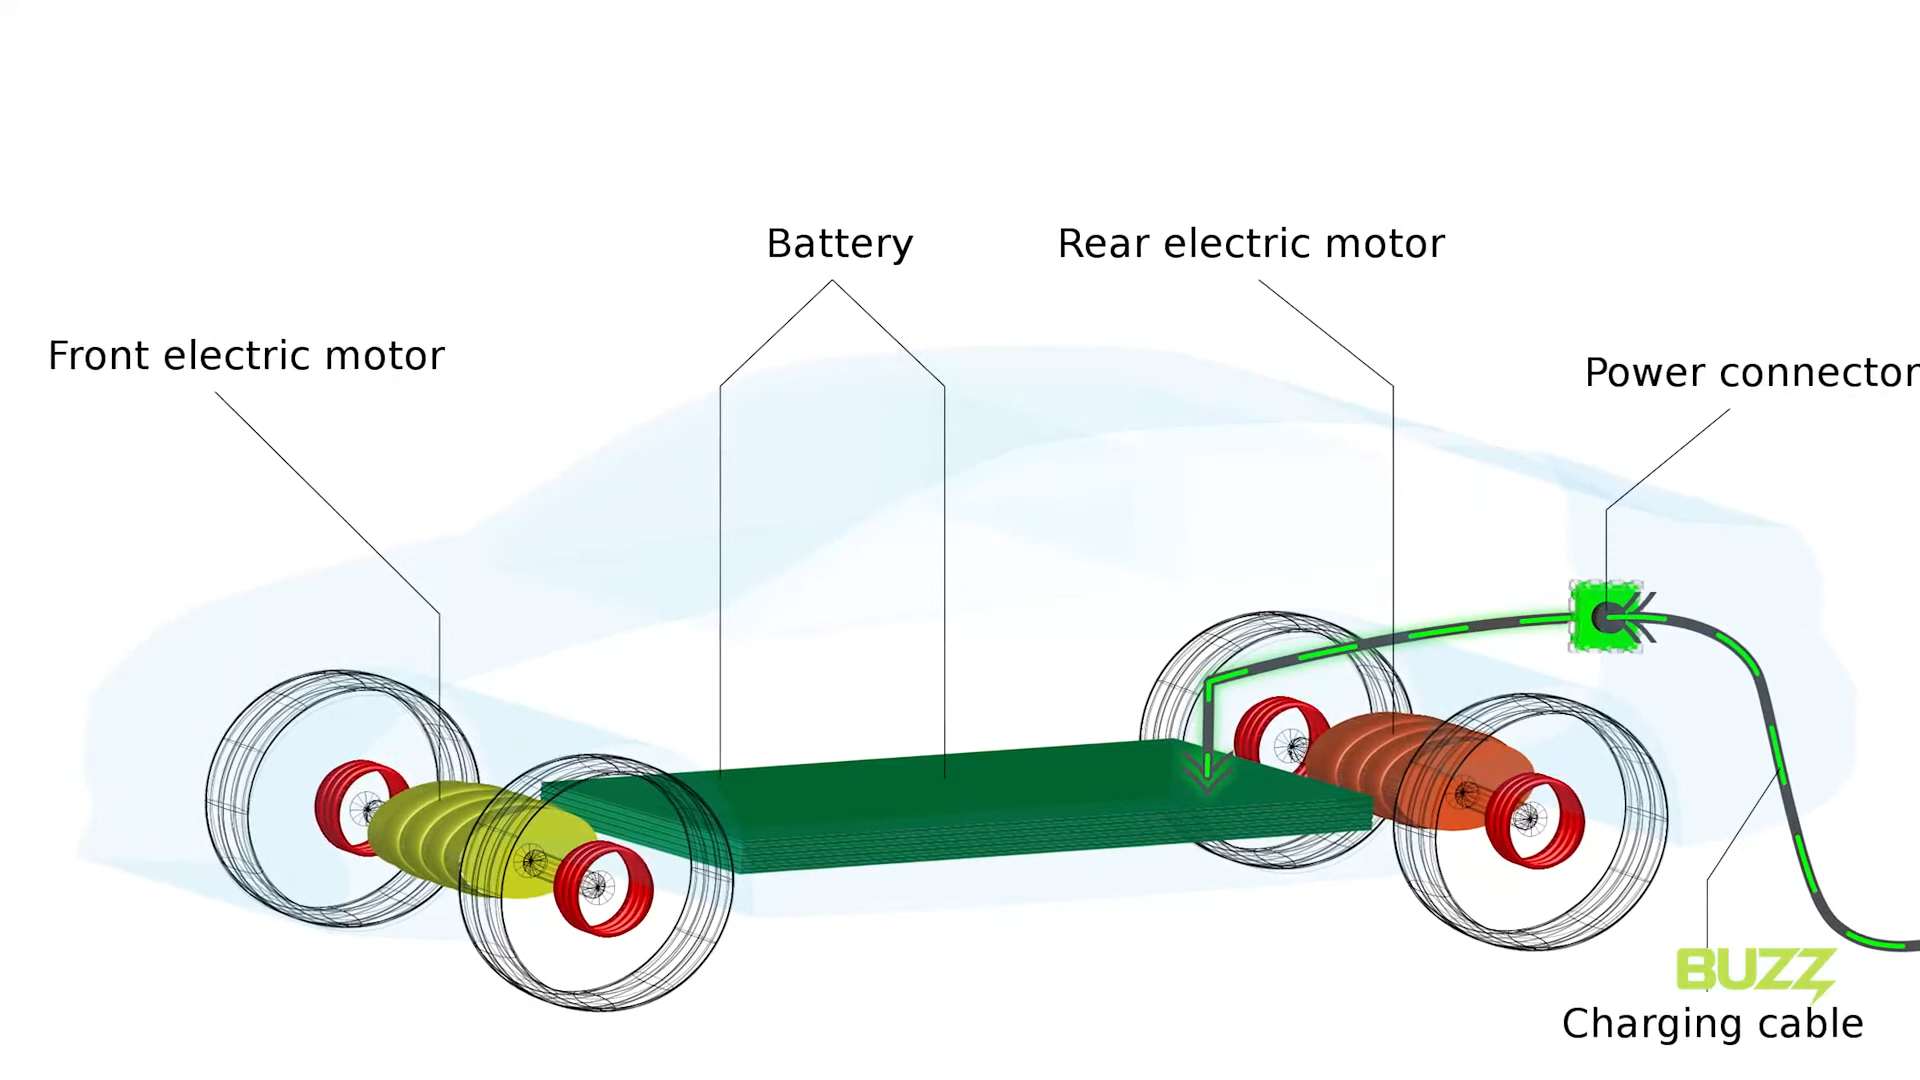 Battery
Rear electric motor
Front electric motor
Power connector
BUZZ
Charging cable